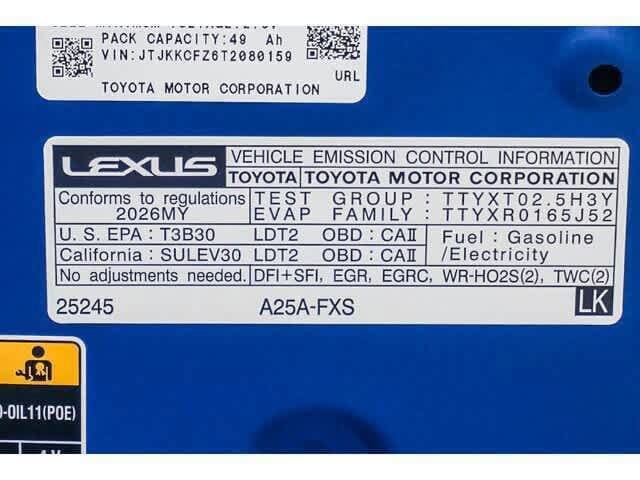 PACK CAPACITY:49 Ah
VIN:JTJKKCFZ6T2080159
URL
TOYOTA MOTOR CORPORATION
LEXUS
VEHICLE EMISSION CONTROL INFORMATION
TOYOTA TOYOTA MOTOR CORPORATION
Conforms to regulations
2026MY
TEST GROUP : TTYXT02.5H3Y
EVAP FAMILY : TTYXR0165J52
U. S. EPA : T3B30 LDT2 OBD : CAⅡ
California : SULEV30 LDT2 OBD : CAⅡ
Fuel : Gasoline
/Electricity
No adjustments needed. DFI+SFI, EGR, EGRC, WR-HO2S(2), TWC(2)
25245 A25A-FXS LK
-OIL11(POE)